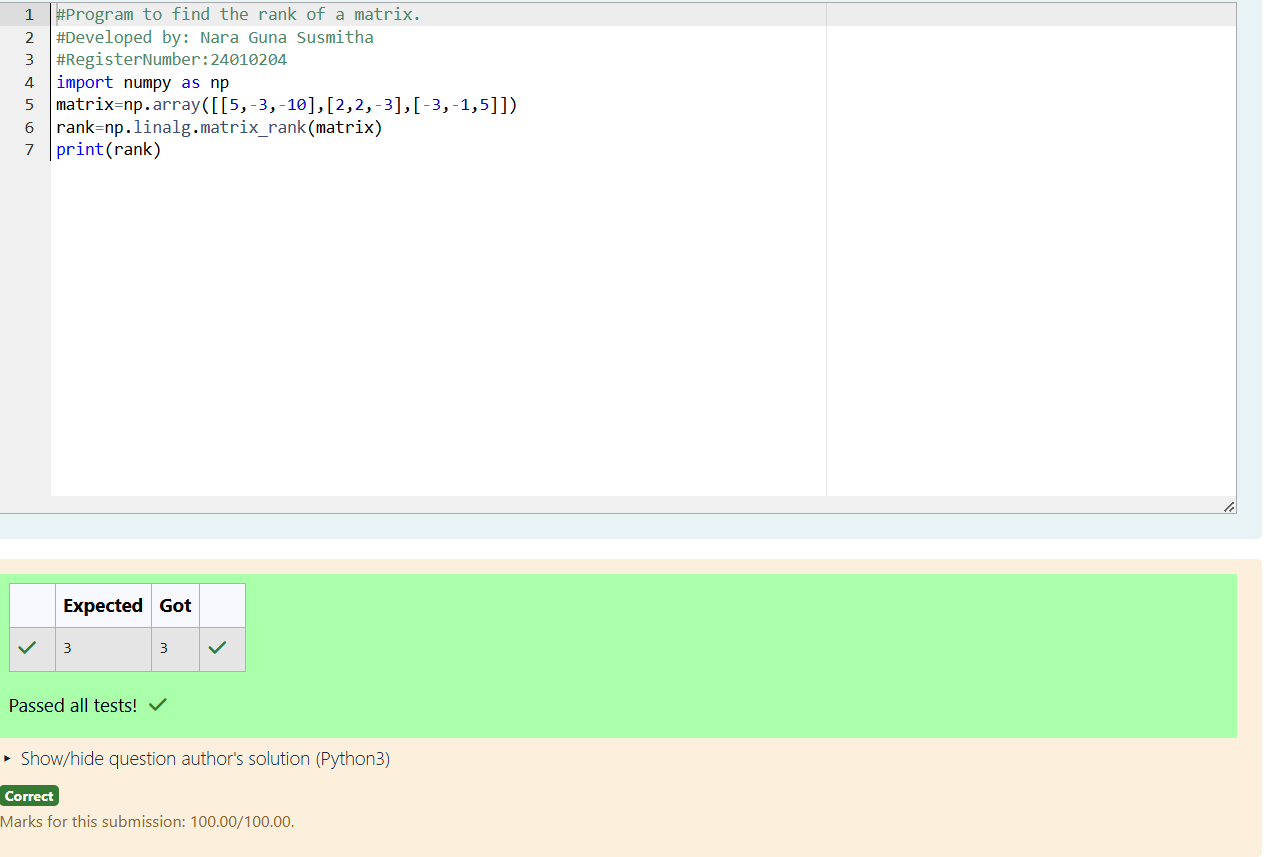 1 #Program to find the rank of a matrix.
2 #Developed by: Nara Guna Susmitha
3 #RegisterNumber:24010204
4 import numpy as np
5 matrix=np.array([[5,-3,-10],[2,2,-3],[-3,-1,5]])
6 rank=np.linalg.matrix_rank(matrix)
7 print(rank)
Expected Got
3 3
Passed all tests!
Show/hide question author's solution (Python3)
Correct
Marks for this submission: 100.00/100.00.